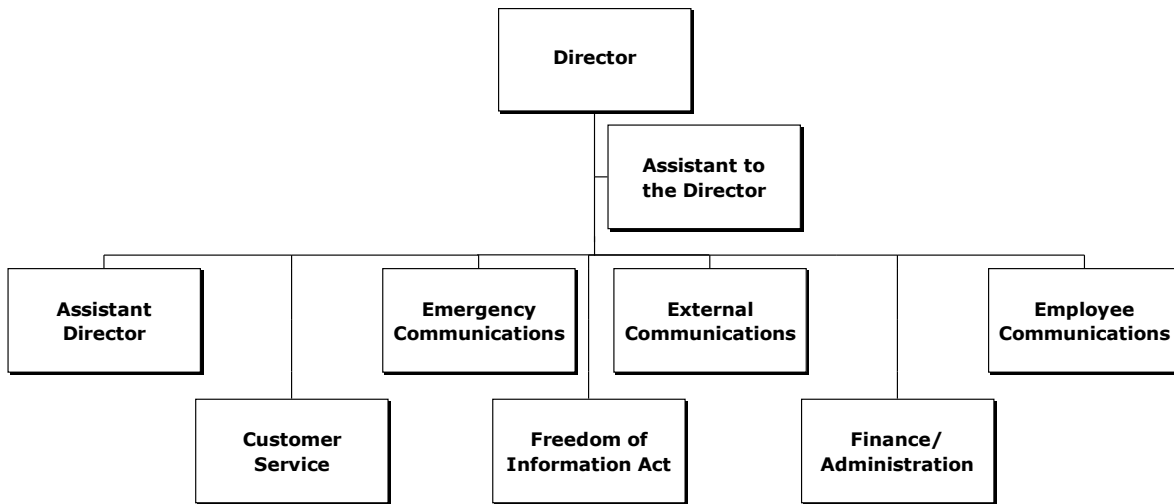 Director
Assistant to
the Director
Assistant
Director
Emergency
Communications
External
Communications
Employee
Communications
Customer
Service
Freedom of
Information Act
Finance/
Administration